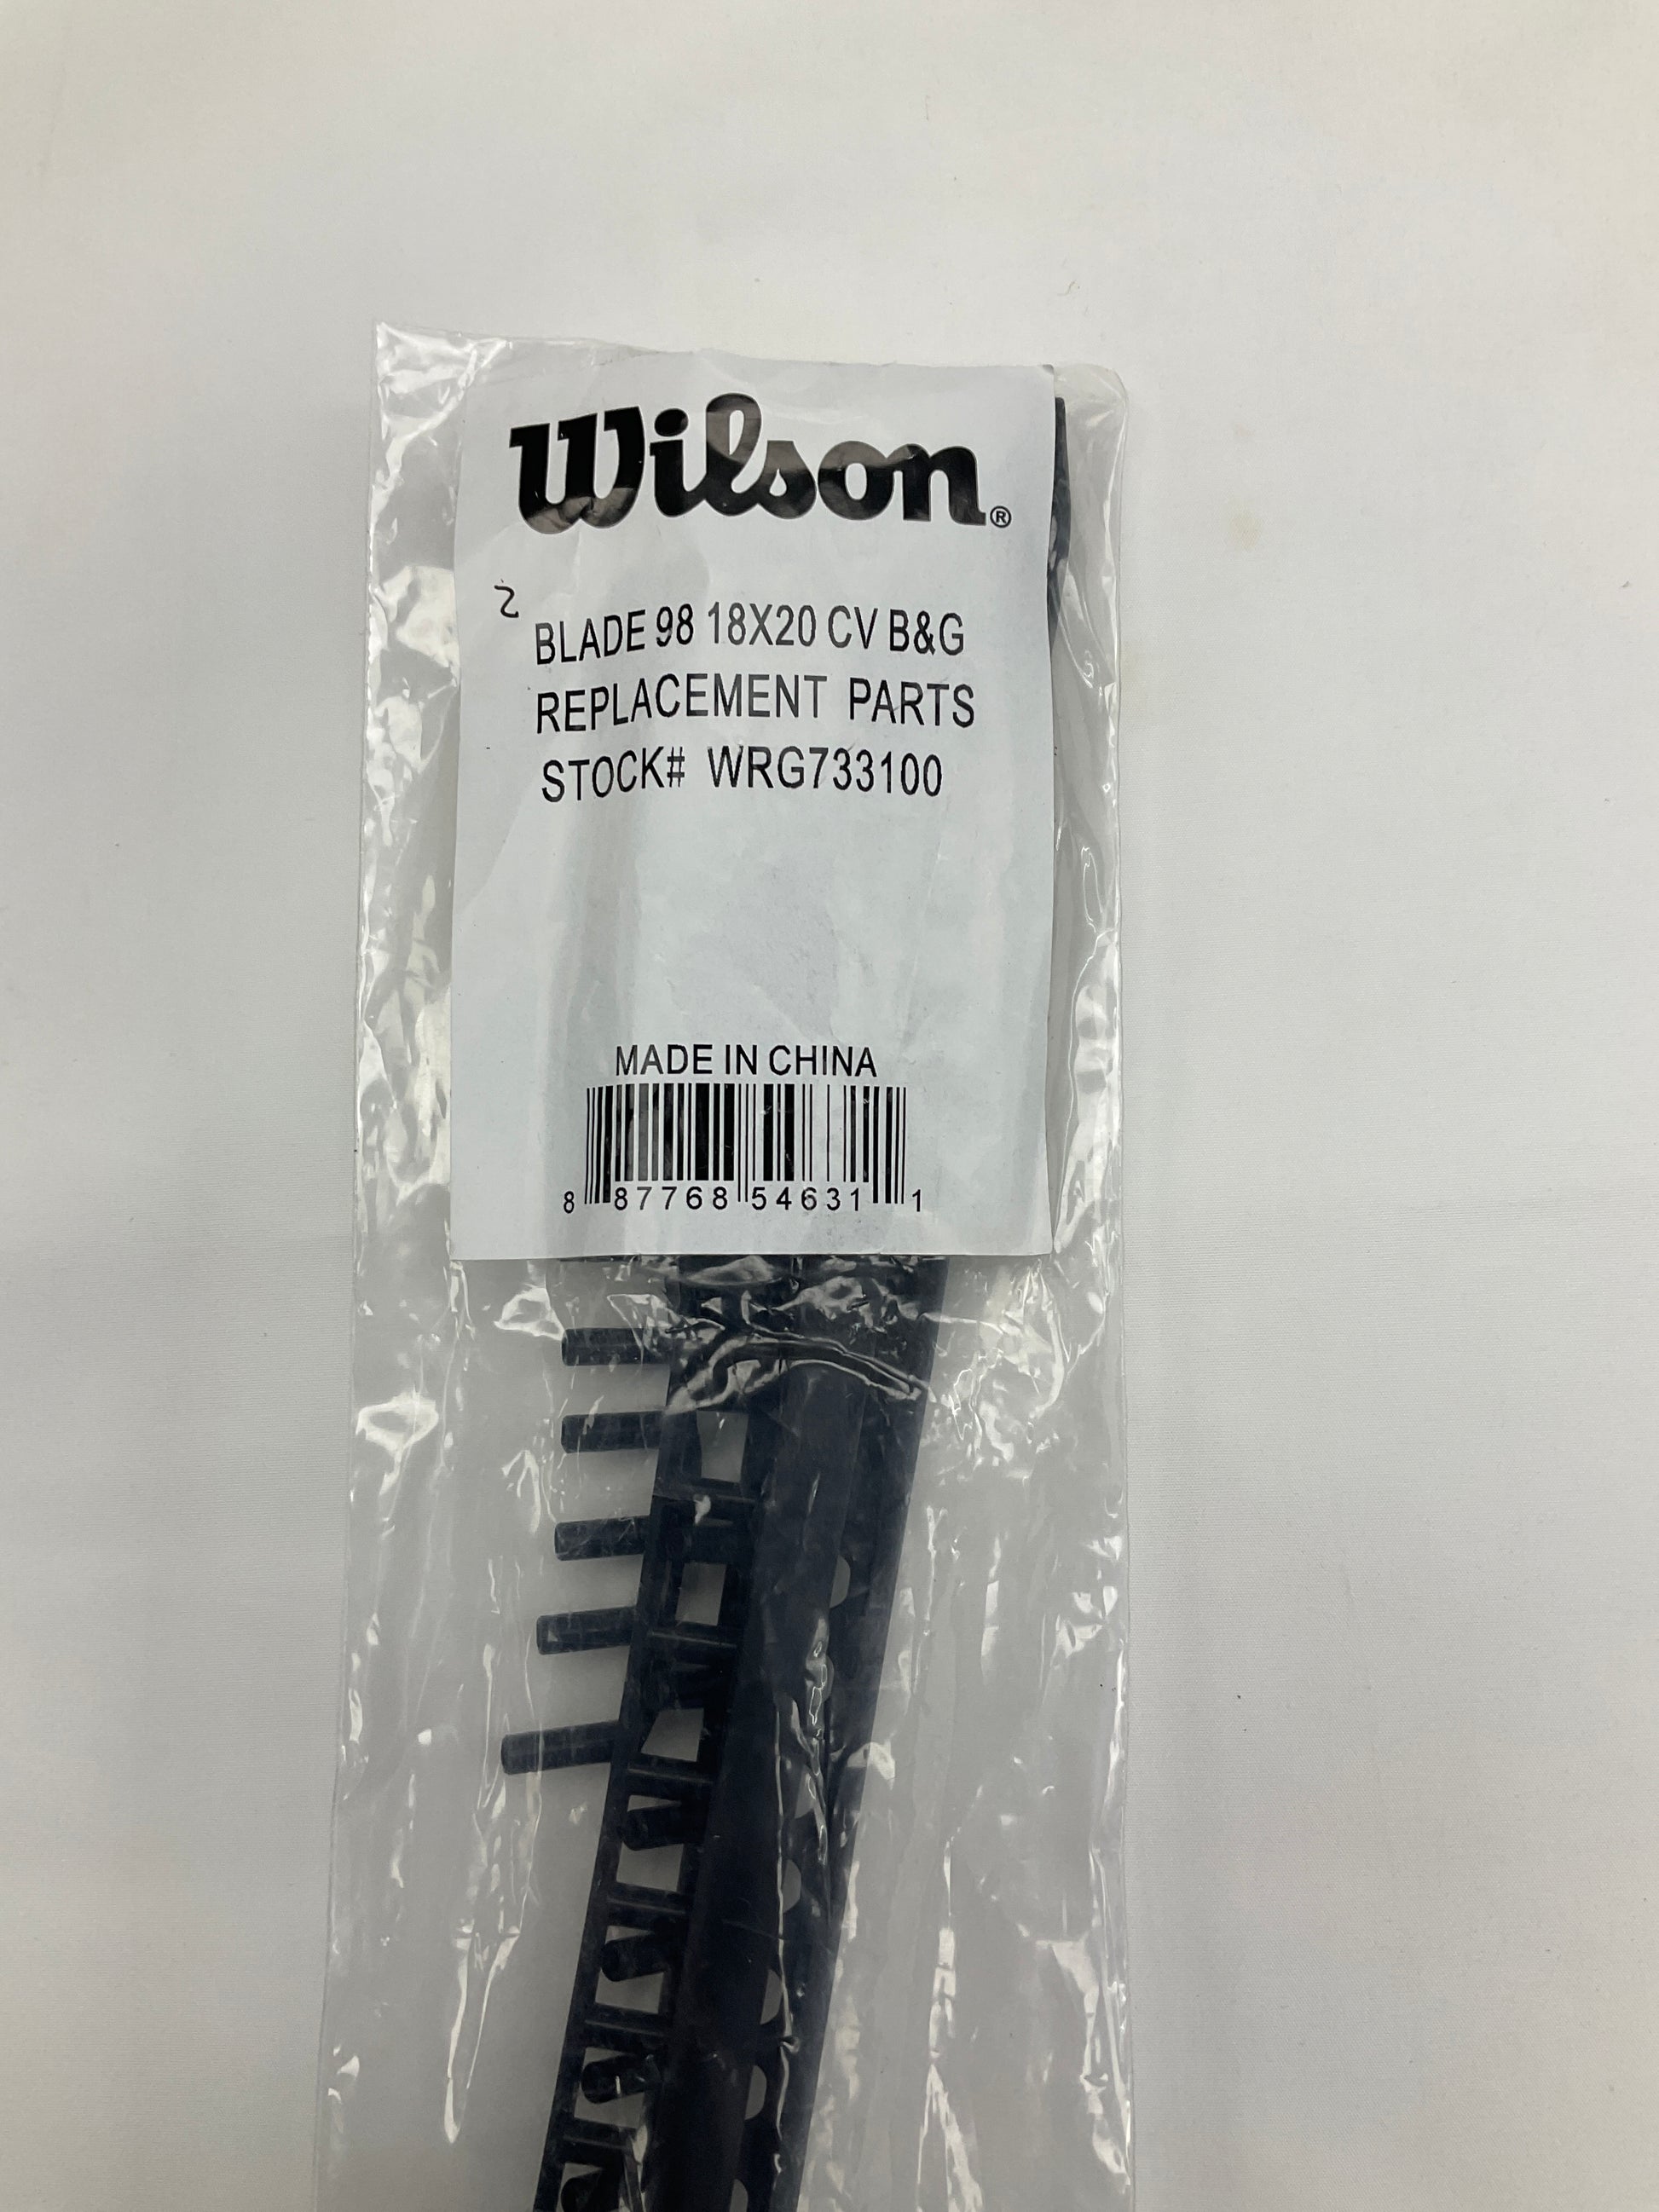 Wilson®
2
BLADE 98 18X20 CV B&G
REPLACEMENT PARTS
STOCK# WRG733100
MADE IN CHINA
8 87768 54631 1